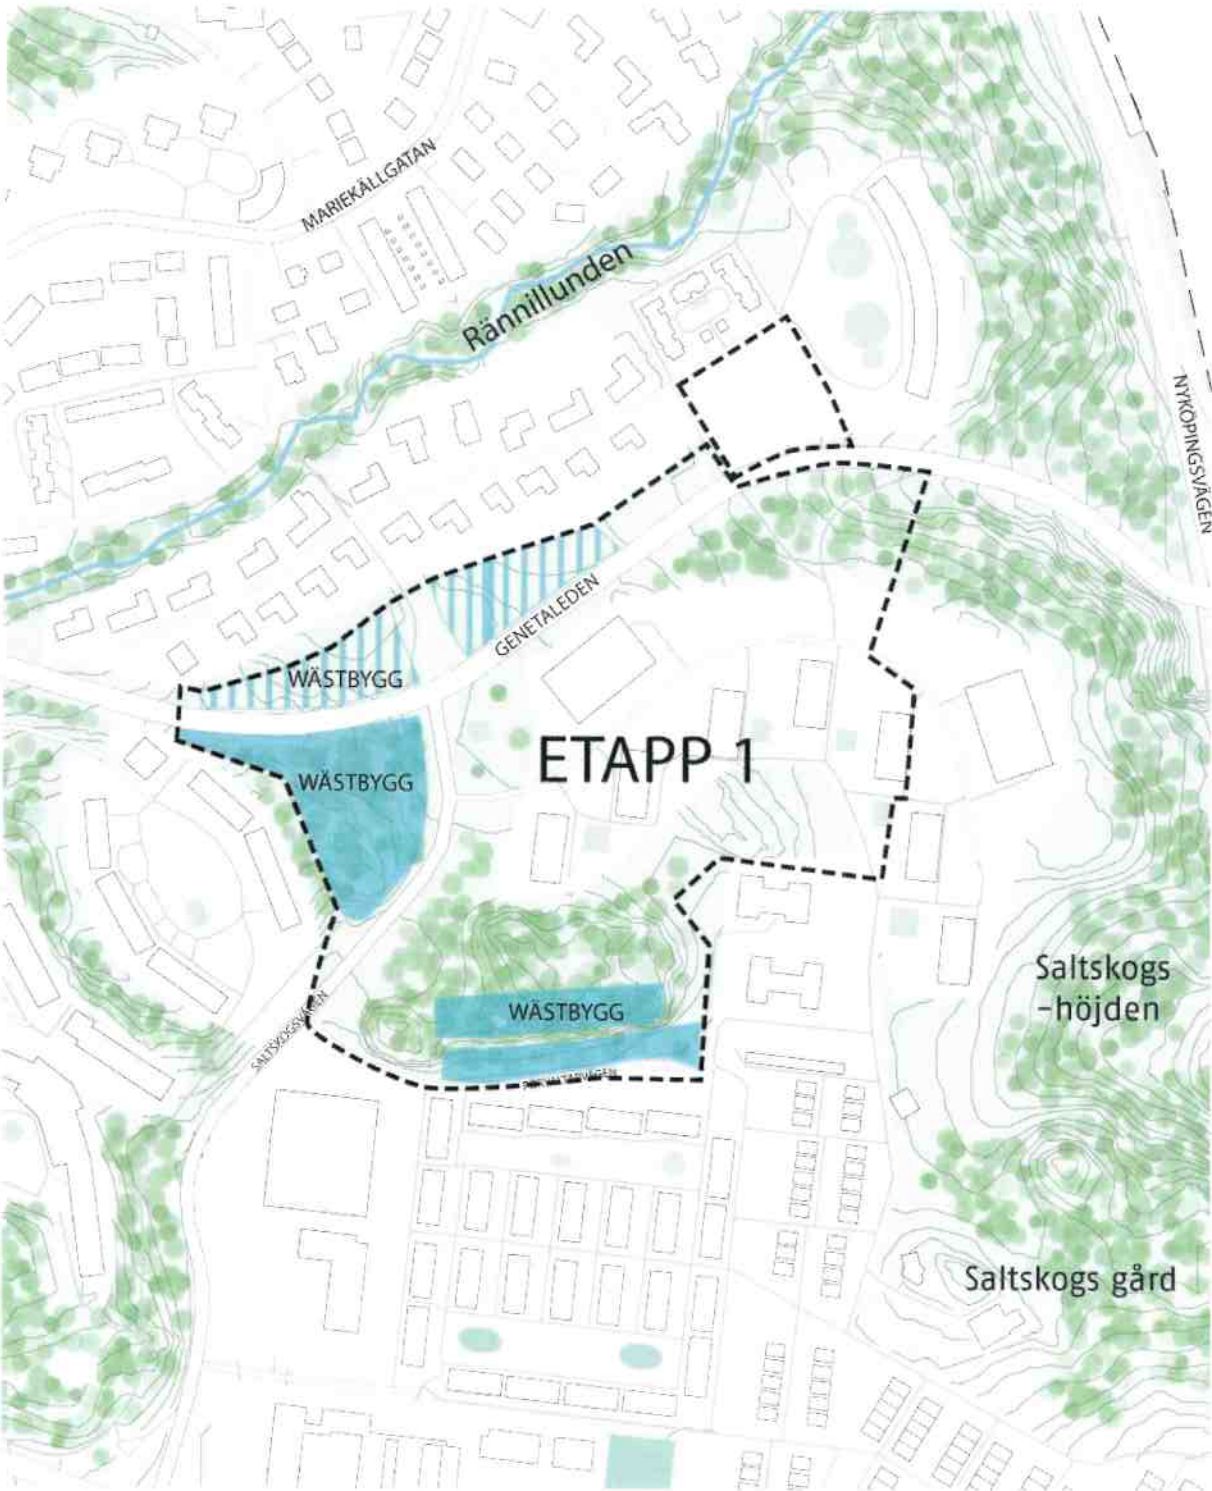 MARIEKÄLLGATAN
Rännillunden
NYKÖPINGSVÄGEN
GENETALEDEN
WÄSTBYGG
ETAPP 1
WÄSTBYGG
Saltskogs
-höjden
WÄSTBYGG
SALTSKOGSVÄGEN
Saltskogs gård